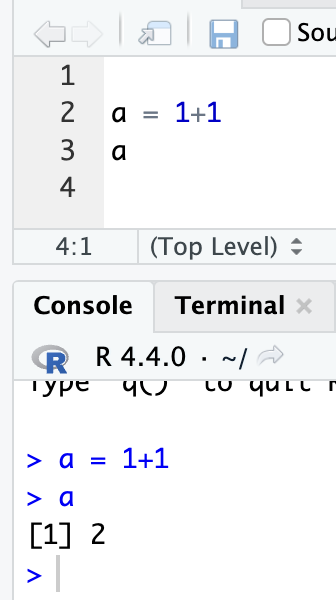 Sou
1
2 a = 1+1
3 a
4
4:1 (Top Level)
Console Terminal
R R 4.4.0 · ~/
Type 'q()' to quit R
> a = 1+1
> a
[1] 2
>